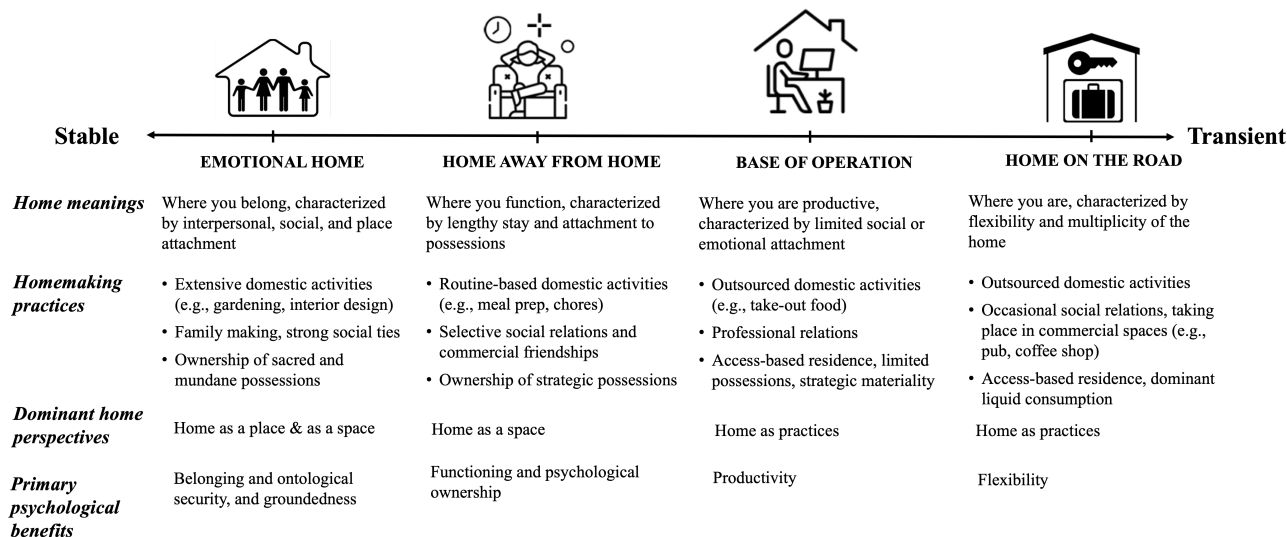 Stable
Transient
EMOTIONAL HOME
HOME AWAY FROM HOME
BASE OF OPERATION
HOME ON THE ROAD
Home meanings
Where you belong, characterized
by interpersonal, social, and place
attachment
Where you function, characterized
by lengthy stay and attachment to
possessions
Where you are productive,
characterized by limited social or
emotional attachment
Where you are, characterized by
flexibility and multiplicity of the
home
Homemaking
practices
• Extensive domestic activities
(e.g., gardening, interior design)
• Family making, strong social ties
• Ownership of sacred and
mundane possessions
• Routine-based domestic activities
(e.g., meal prep, chores)
• Selective social relations and
commercial friendships
• Ownership of strategic possessions
• Outsourced domestic activities
(e.g., take-out food)
• Professional relations
• Access-based residence, limited
possessions, strategic materiality
• Outsourced domestic activities
• Occasional social relations, taking
place in commercial spaces (e.g.,
pub, coffee shop)
• Access-based residence, dominant
liquid consumption
Dominant home
perspectives
Home as a place & as a space
Home as a space
Home as practices
Home as practices
Primary
psychological
benefits
Belonging and ontological
security, and groundedness
Functioning and psychological
ownership
Productivity
Flexibility